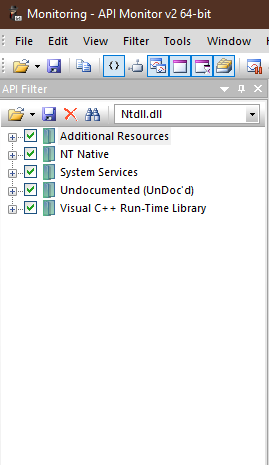 Monitoring - API Monitor v2 64-bit
File Edit View Filter Tools Window H
API Filter
Ntdll.dll
Additional Resources
NT Native
System Services
Undocumented (UnDoc'd)
Visual C++ Run-Time Library